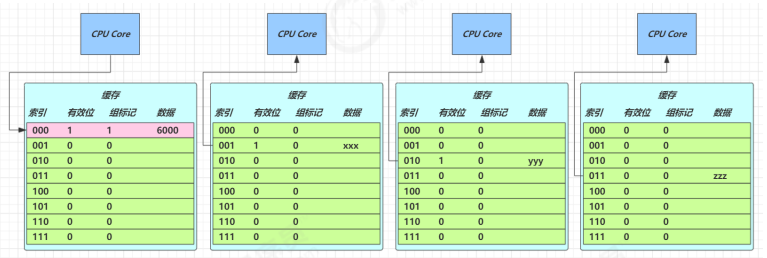 CPU Core CPU Core CPU Core CPU Core
缓存 缓存 缓存 缓存
索引 有效位 组标记 数据 索引 有效位 组标记 数据 索引 有效位 组标记 数据 索引 有效位 组标记 数据
000 1 1 6000 000 0 0 000 0 0 000 0 0
001 0 0 001 1 0 xxx 001 0 0 001 0 0
010 0 0 010 0 0 010 1 0 yyy 010 0 0
011 0 0 011 0 0 011 0 0 011 0 0 zzz
100 0 0 100 0 0 100 0 0 100 0 0
101 0 0 101 0 0 101 0 0 101 0 0
110 0 0 110 0 0 110 0 0 110 0 0
111 0 0 111 0 0 111 0 0 111 0 0